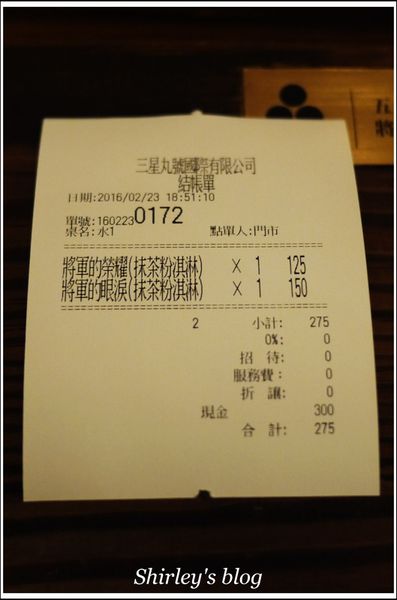 三星丸號國際有限公司
結帳單
日期:2016/02/23 18:51:10
單號:1602230172
桌名:水1 點單人:門市
將軍的榮耀(抹茶粉淇淋) X 1 125
將軍的眼淚(抹茶粉淇淋) X 1 150
2 小計: 275
0%: 0
招 待: 0
服務費: 0
折 讓: 0
現金 300
合 計: 275
五
將
Shirley's blog